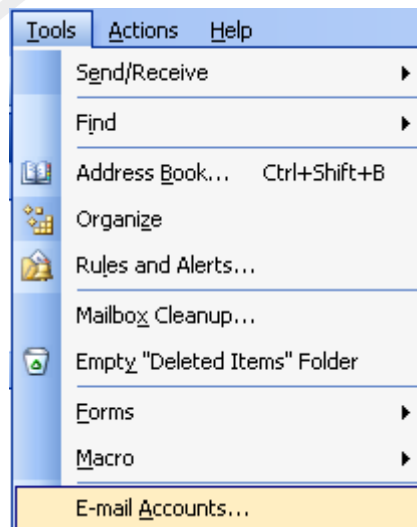 Tools Actions Help
Send/Receive
Find
Address Book... Ctrl+Shift+B
Organize
Rules and Alerts...
Mailbox Cleanup...
Empty "Deleted Items" Folder
Forms
Macro
E-mail Accounts...